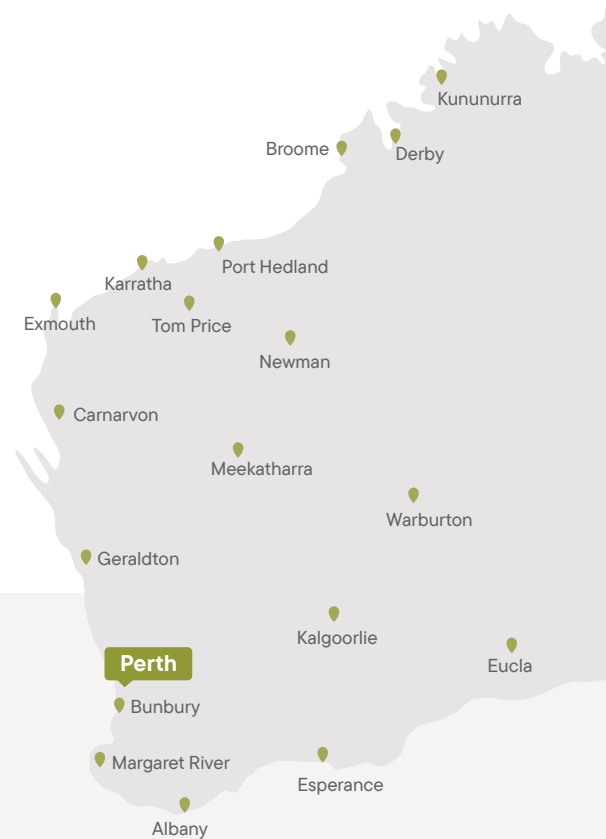 Kununurra
Broome
Derby
Port Hedland
Karratha
Exmouth
Tom Price
Newman
Carnarvon
Meekatharra
Warburton
Geraldton
Kalgoorlie
Perth
Eucla
Bunbury
Margaret River
Esperance
Albany